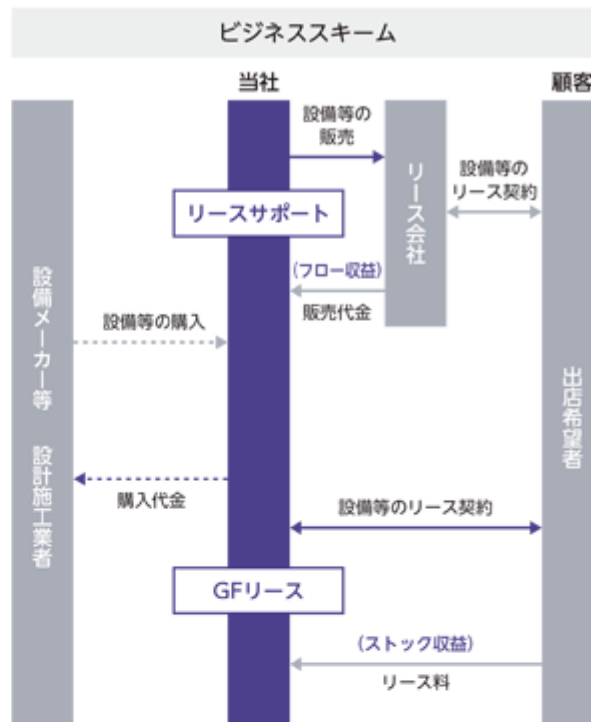 ビジネススキーム
当社
顧客
設備等の
販売
リース会社
設備等の
リース契約
リースサポート
(フロー収益)
販売代金
設備メーカー等 設計施工業者
設備等の購入
出店希望者
購入代金
設備等のリース契約
GFリース
(ストック収益)
リース料